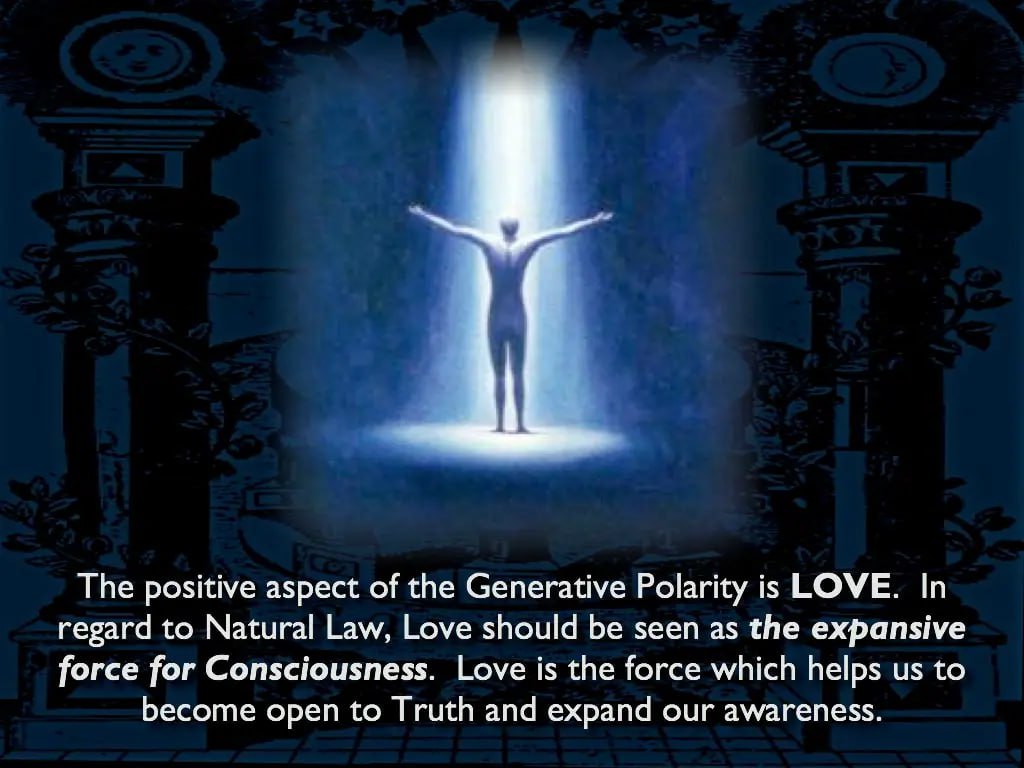 The positive aspect of the Generative Polarity is LOVE.  In
regard to Natural Law, Love should be seen as the expansive
force for Consciousness.  Love is the force which helps us to
become open to Truth and expand our awareness.